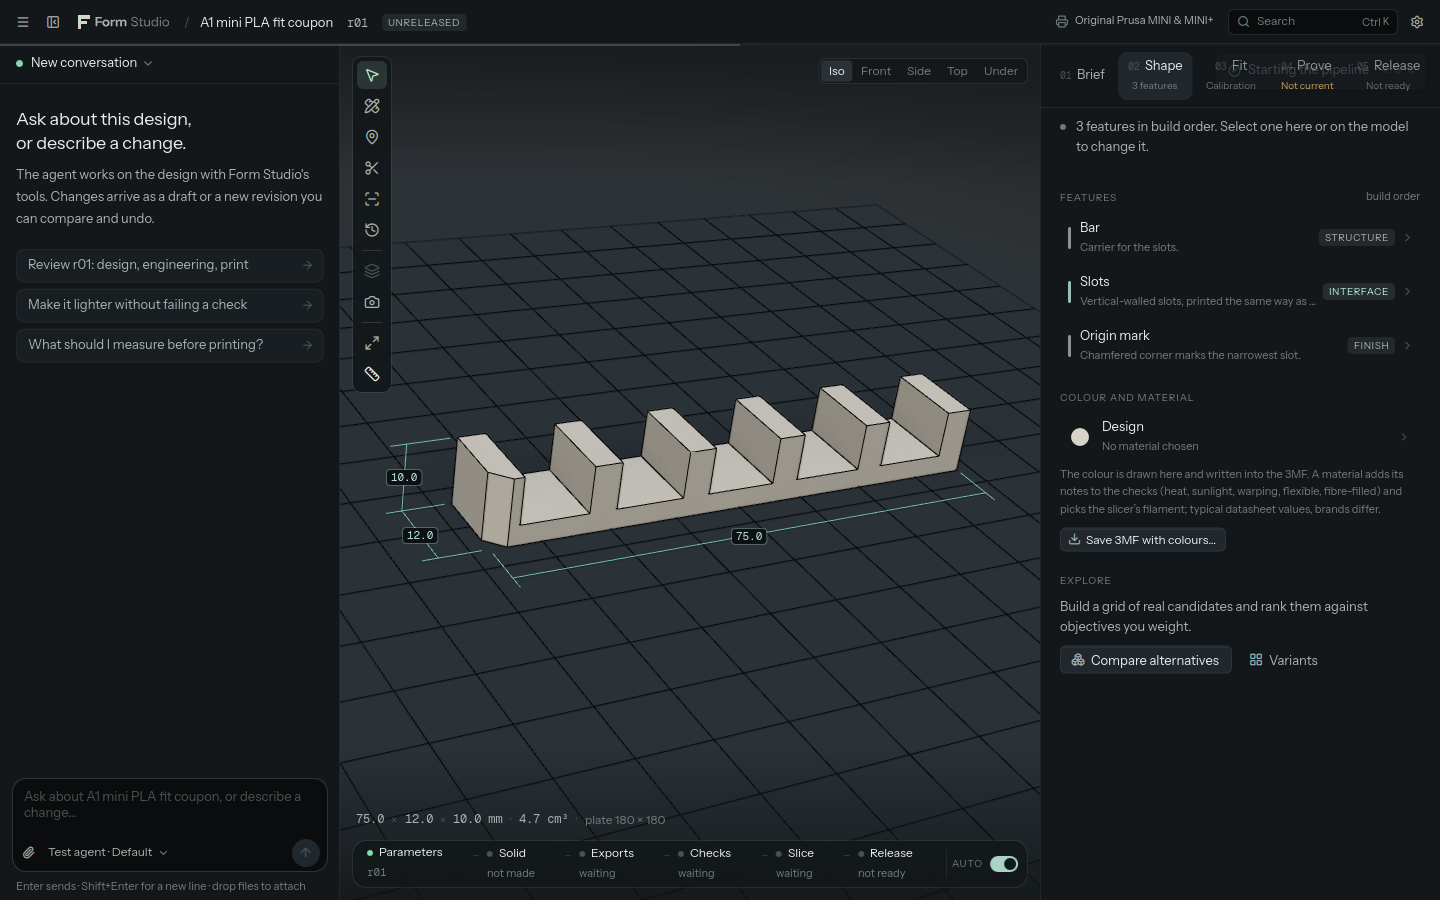 Form Studio / A1 mini PLA fit coupon r01 UNRELEASED
Original Prusa MINI & MINI+
Search Ctrl K
New conversation
Ask about this design,
or describe a change.
The agent works on the design with Form Studio's
tools. Changes arrive as a draft or a new revision you
can compare and undo.
Review r01: design, engineering, print
Make it lighter without failing a check
What should I measure before printing?
Ask about A1 mini PLA fit coupon, or describe a
change...
Test agent · Default
Enter sends · Shift+Enter for a new line · drop files to attach
Iso Front Side Top Under
10.0
12.0
75.0
75.0 × 12.0 × 10.0 mm · 4.7 cm³ · plate 180 × 180
Parameters
r01
Solid
not made
Exports
waiting
Checks
waiting
Slice
waiting
Release
not ready
AUTO
01 Brief
02 Shape
3 features
03 Fit
Calibration
04 Prove
Not current
05 Release
Not ready
Starting the pipeline
3 features in build order. Select one here or on the model
to change it.
FEATURES build order
Bar
Carrier for the slots.
STRUCTURE
Slots
Vertical-walled slots, printed the same way as ...
INTERFACE
Origin mark
Chamfered corner marks the narrowest slot.
FINISH
COLOUR AND MATERIAL
Design
No material chosen
The colour is drawn here and written into the 3MF. A material adds its
notes to the checks (heat, sunlight, warping, flexible, fibre-filled) and
picks the slicer's filament; typical datasheet values, brands differ.
Save 3MF with colours...
EXPLORE
Build a grid of real candidates and rank them against
objectives you weight.
Compare alternatives
Variants